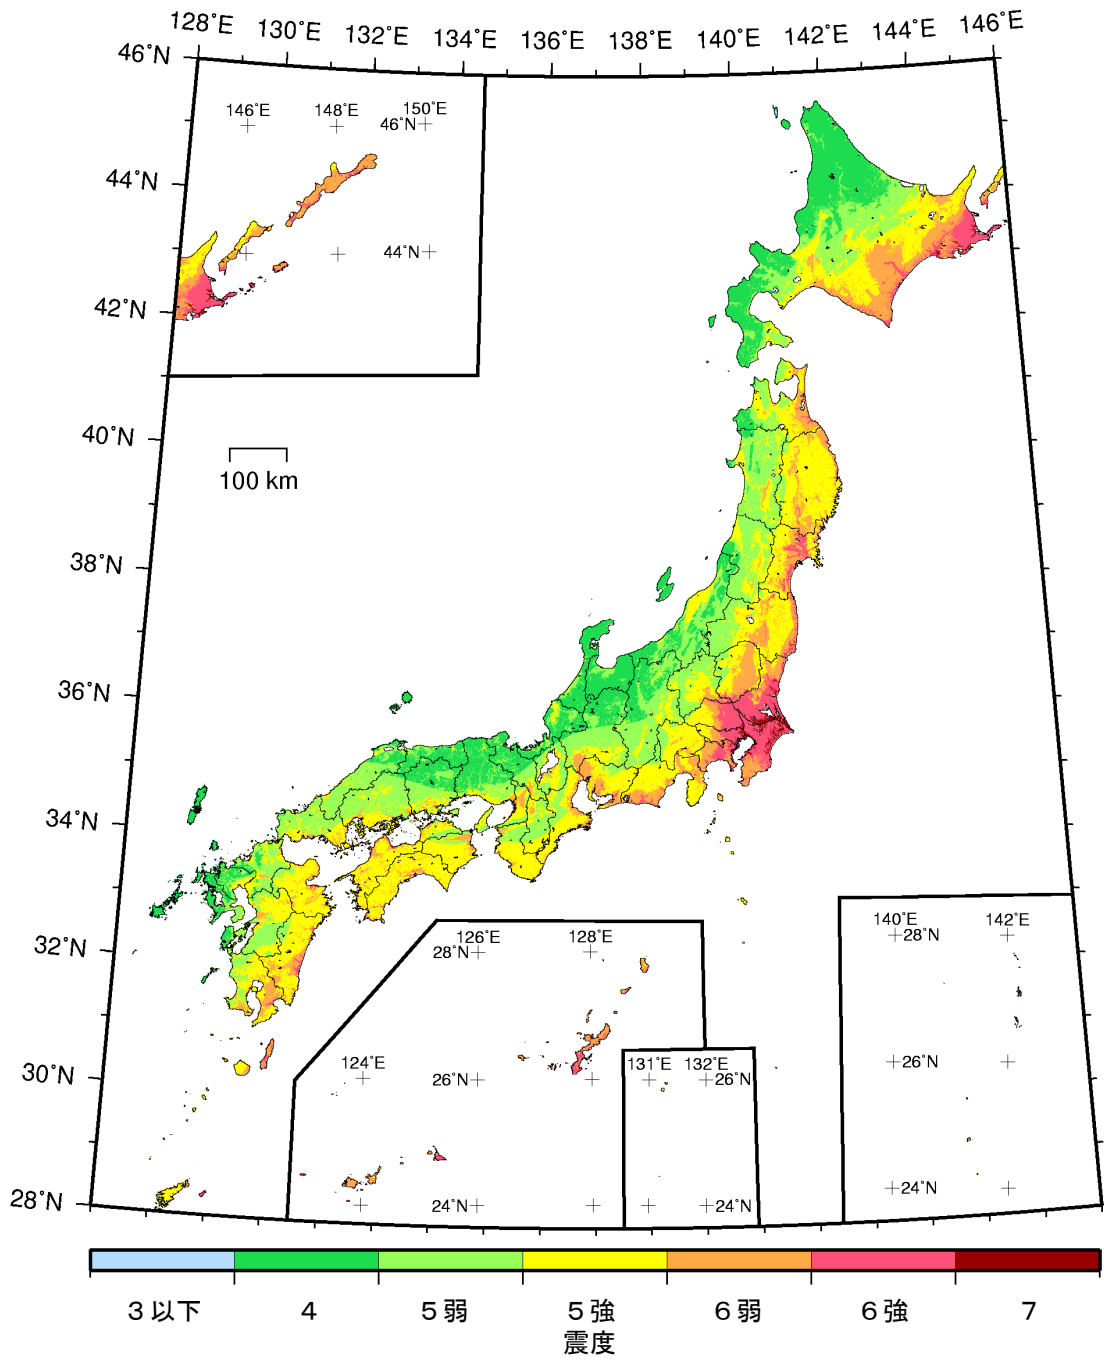 128°E 130°E 132°E 134°E 136°E 138°E 140°E 142°E 144°E 146°E
46°N
146°E 148°E 150°E
46°N
44°N
44°N
42°N
40°N
100 km
38°N
36°N
34°N
32°N
126°E 128°E
28°N
140°E 142°E
28°N
124°E
131°E 132°E
26°N
30°N
26°N
26°N
28°N
24°N
24°N
24°N
3以下 4 5弱 5強 6弱 6強 7
震度